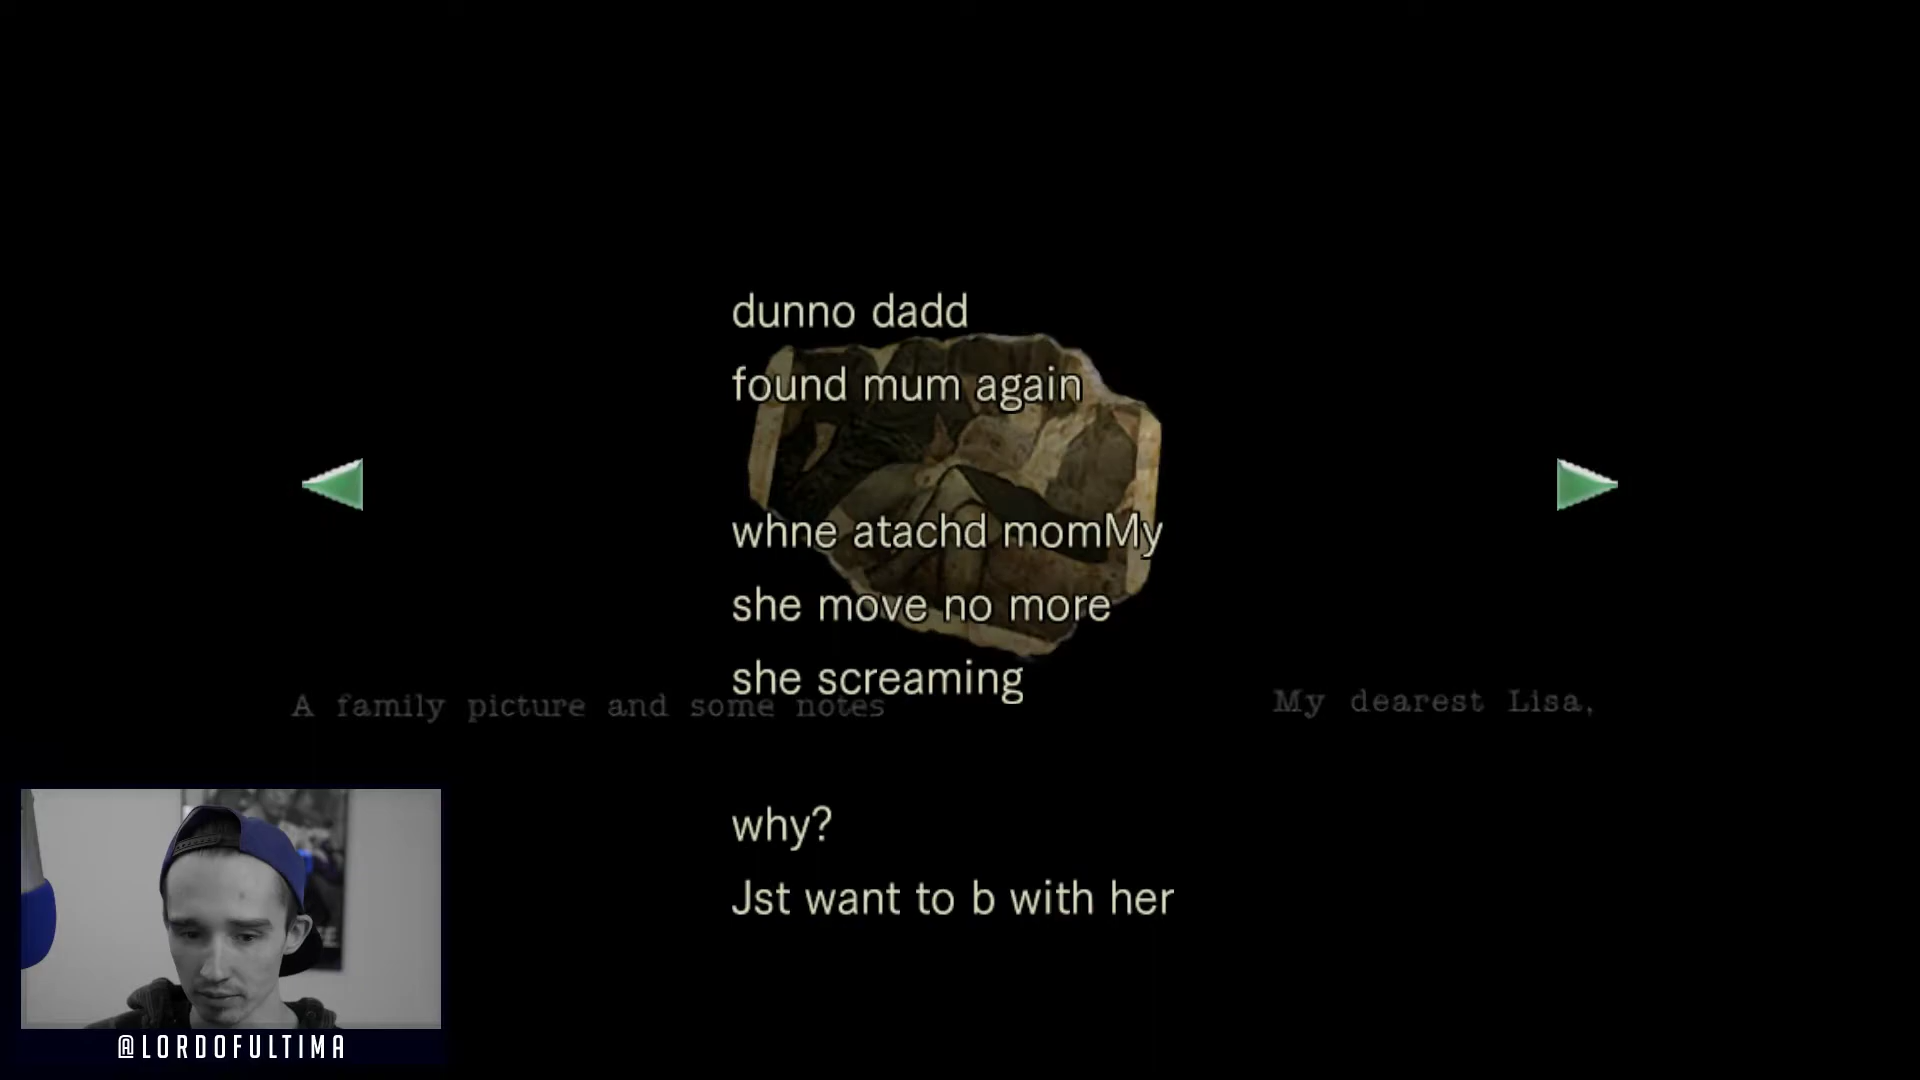 dunno dadd
found mum again
whne atachd momMy
she move no more
she screaming
A family picture and some notes
My dearest Lisa,
why?
Jst want to b with her
@LORDOFULTIMA